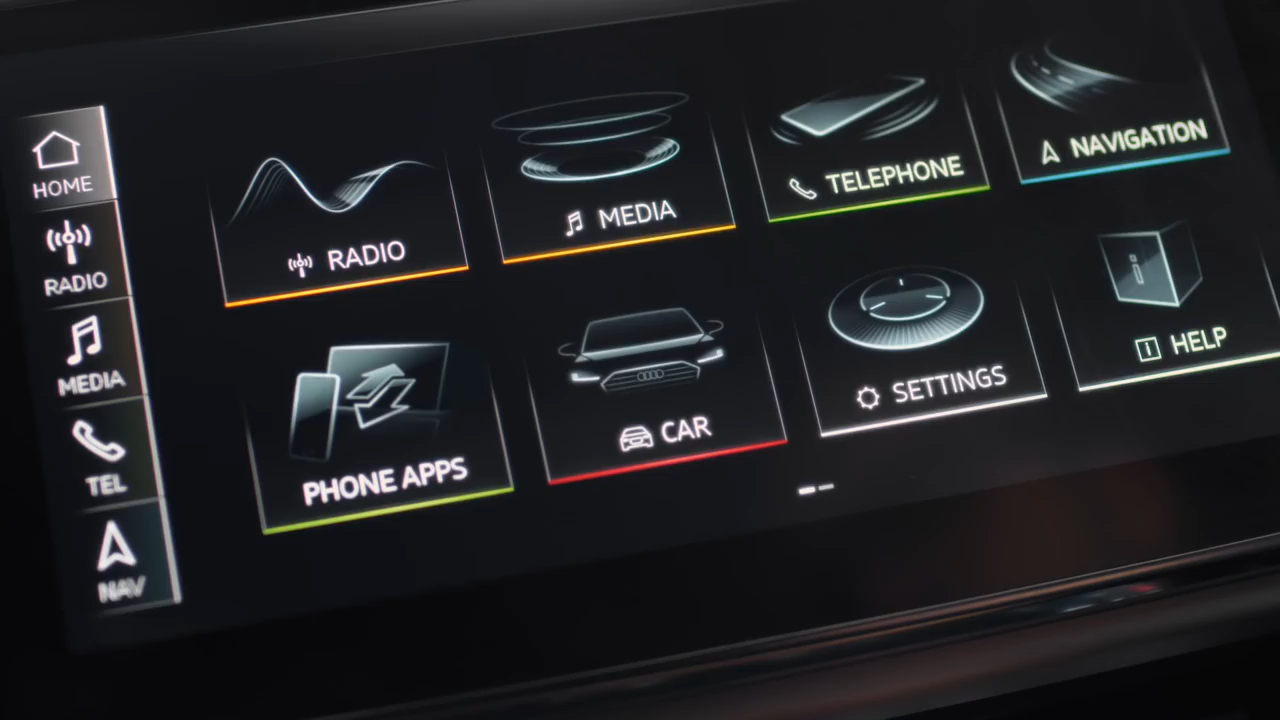 HOME
RADIO
MEDIA
TEL
NAV
RADIO
MEDIA
TELEPHONE
NAVIGATION
PHONE APPS
CAR
SETTINGS
HELP